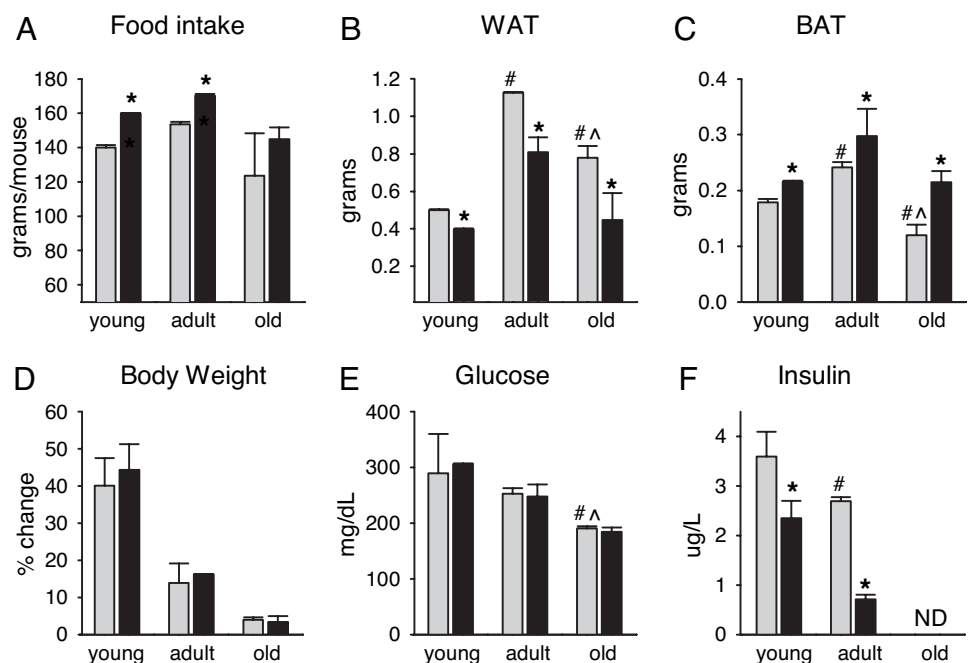 A Food intake
grams/mouse
180
160
140
120
100
80
60
* * * *
young adult old
B WAT
grams
1.2
1.0
0.8
0.6
0.4
0.2
* # * #^ *
young adult old
C BAT
grams
0.4
0.3
0.2
0.1
0.0
* # * #^ *
young adult old
D Body Weight
% change
60
50
40
30
20
10
0
young adult old
E Glucose
mg/dL
400
300
200
100
0
#^
young adult old
F Insulin
ug/L
4
3
2
1
0
* # * ND
young adult old